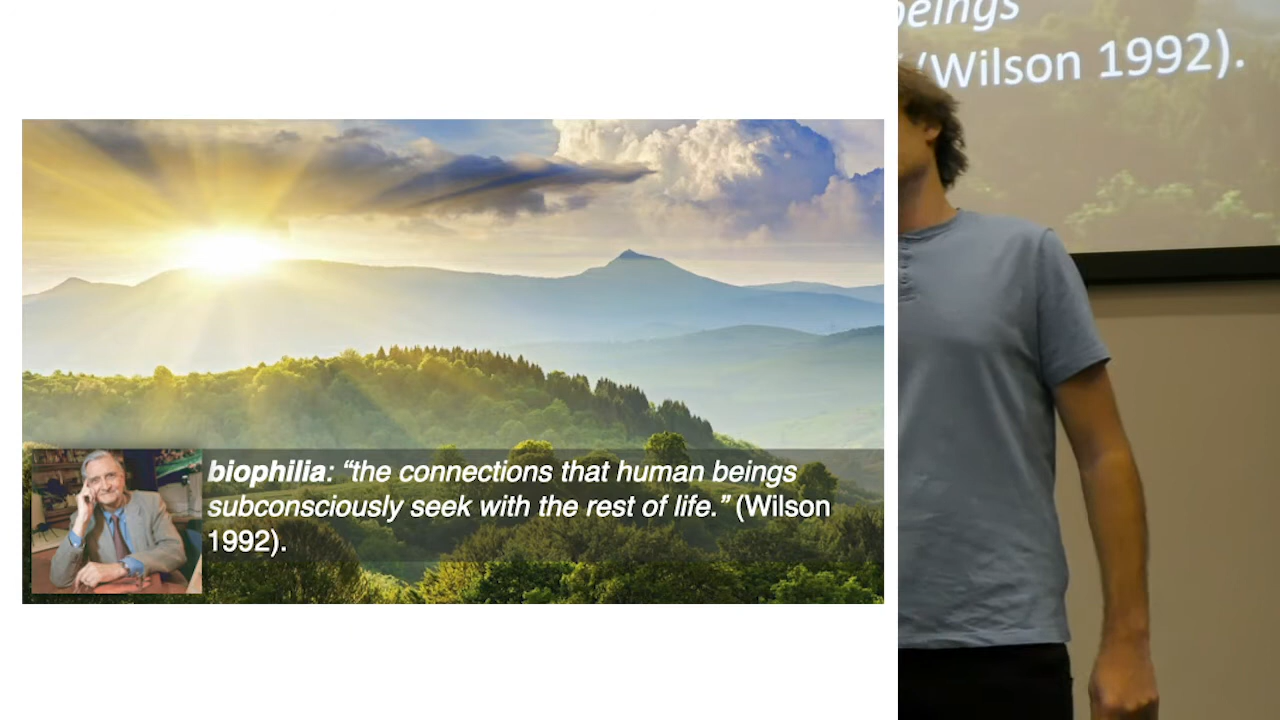 biophilia: “the connections that human beings
subconsciously seek with the rest of life.” (Wilson
1992).
beings
(Wilson 1992).